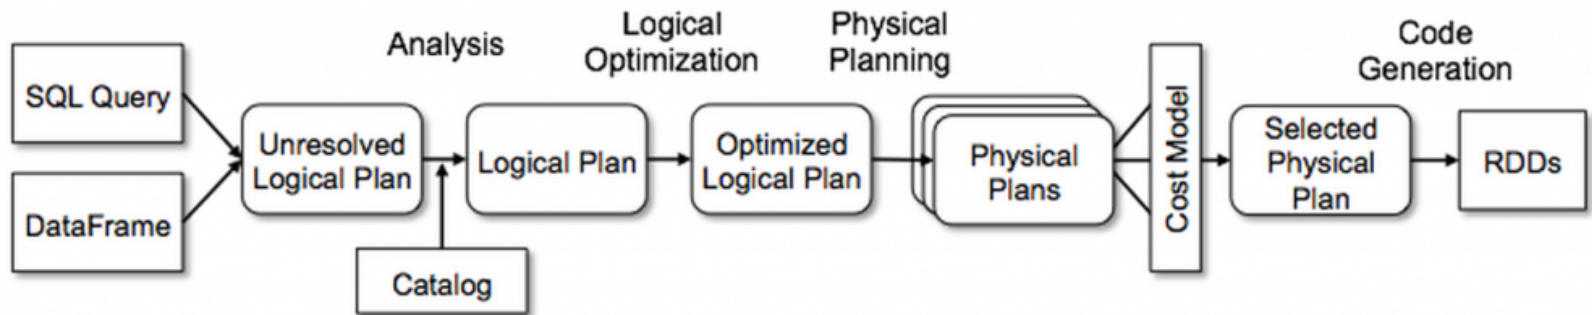 Analysis
Logical
Optimization
Physical
Planning
Code
Generation
SQL Query
DataFrame
Unresolved
Logical Plan
Catalog
Logical Plan
Optimized
Logical Plan
Physical
Plans
Cost Model
Selected
Physical
Plan
RDDs